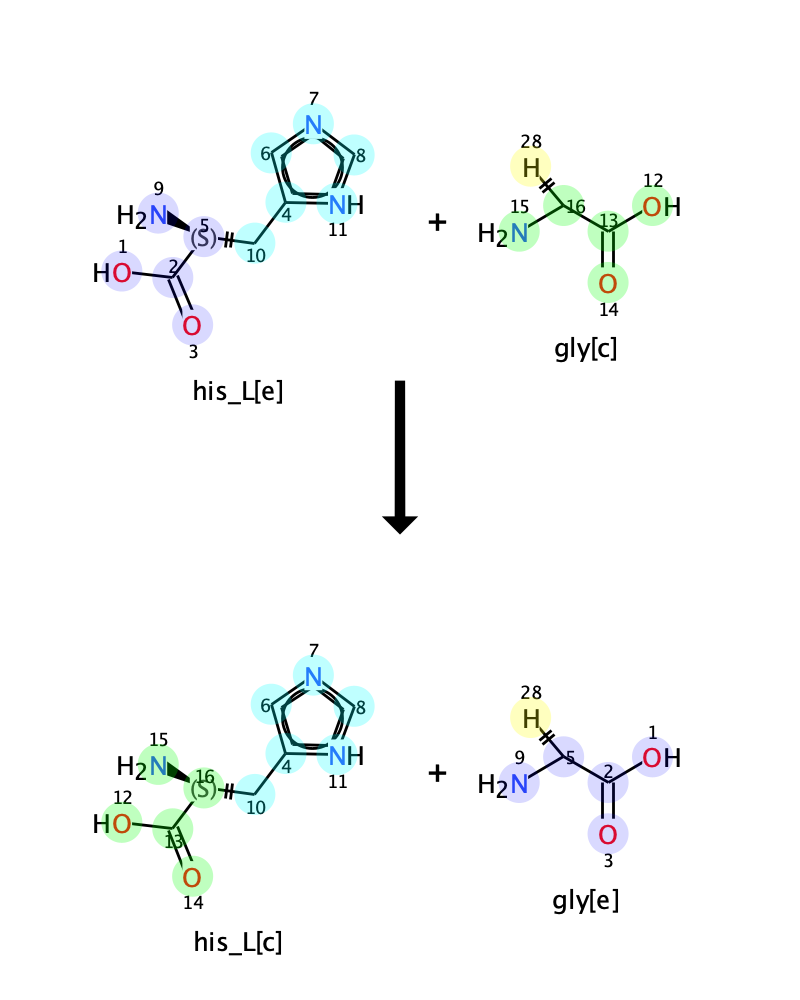 7
6
N
8
28
H
12
9
H₂N
5
(S)
4
NH
11
+
15
H₂N
16
13
OH
1
HO
2
10
O
14
O
3
his_L[e]
gly[c]
7
6
N
8
28
H
1
15
H₂N
16
(S)
4
NH
11
+
9
H₂N
5
2
OH
12
HO
13
10
O
3
O
14
his_L[c]
gly[e]